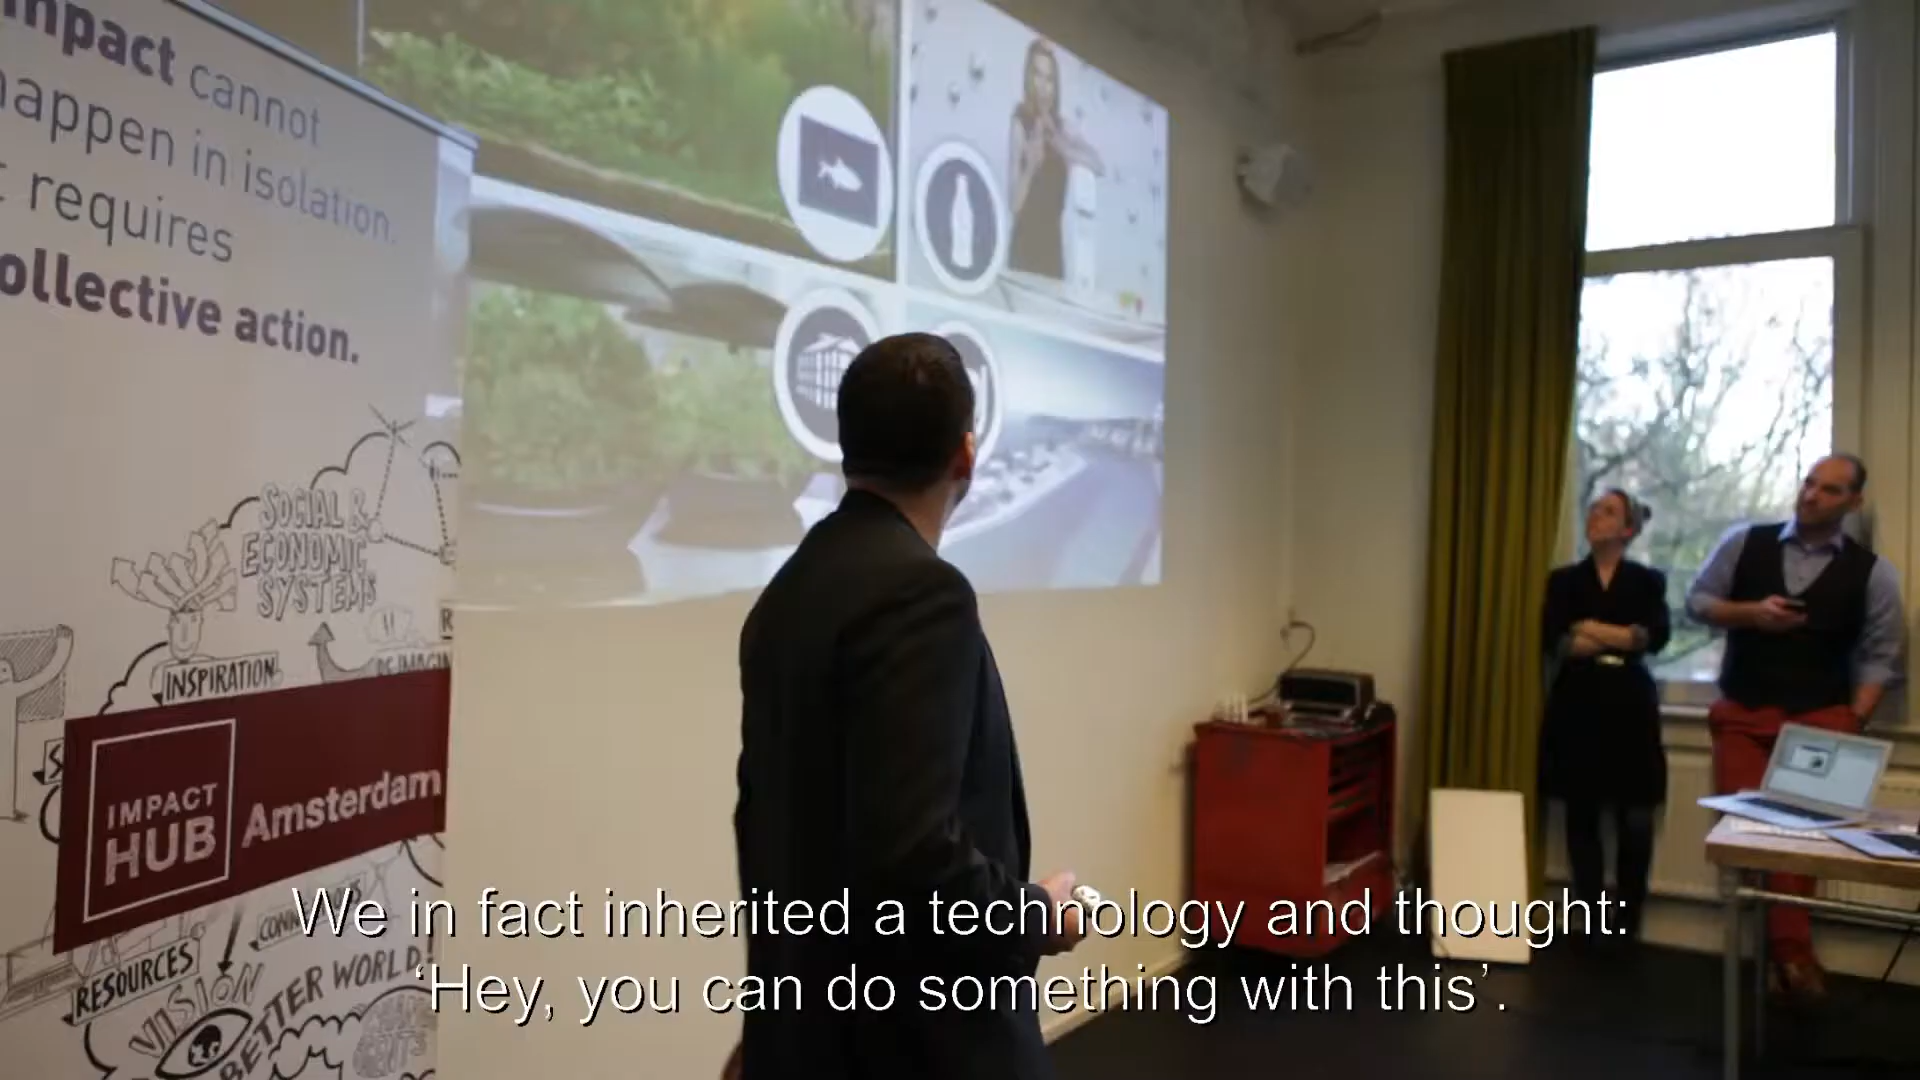 impact cannot
happen in isolation.
requires
collective action.
SOCIAL &
ECONOMIC
SYSTEMS
INSPIRATION
IMPACT
HUB
Amsterdam
RESOURCES
VISION
BETTER WORLD!
We in fact inherited a technology and thought:
‘Hey, you can do something with this’.